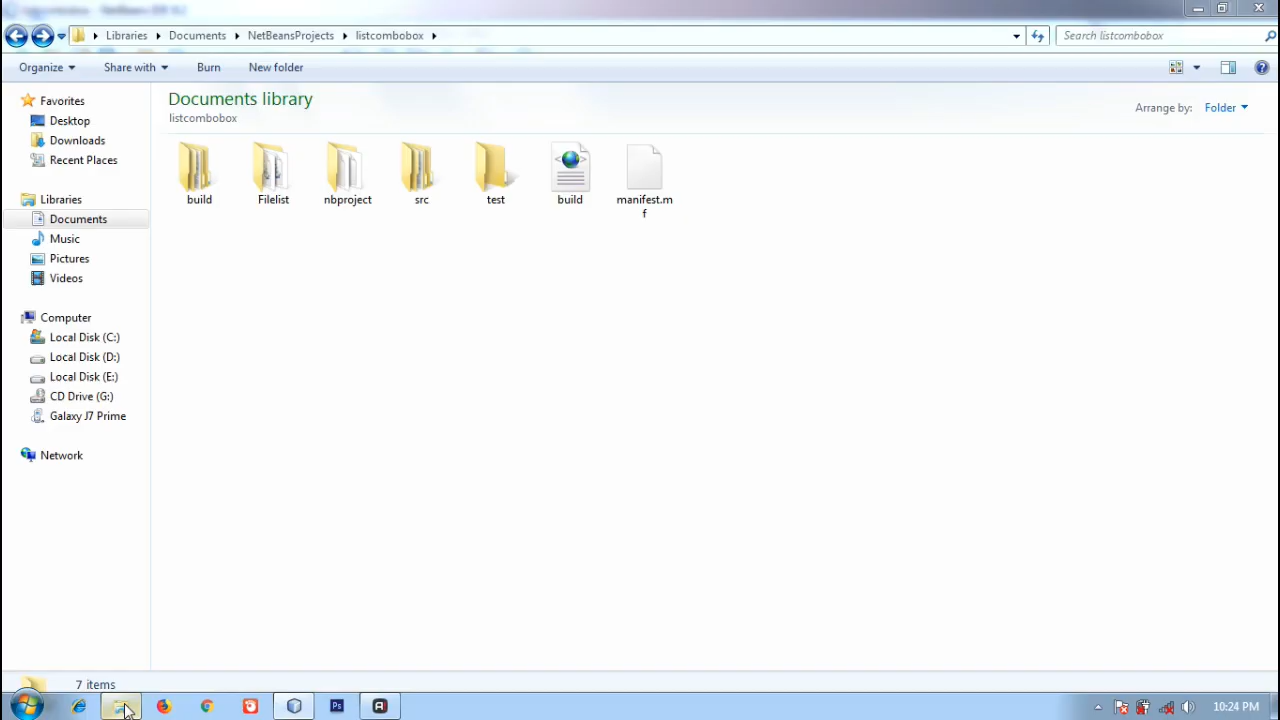 Libraries Documents NetBeansProjects listcombobox
Search listcombobox
Organize Share with Burn New folder
Favorites
Desktop
Downloads
Recent Places
Libraries
Documents
Music
Pictures
Videos
Computer
Local Disk (C:)
Local Disk (D:)
Local Disk (E:)
CD Drive (G:)
Galaxy J7 Prime
Network
Documents library
listcombobox
Arrange by: Folder
build
Filelist
nbproject
src
test
build
manifest.m
f
7 items
Ps
10:24 PM